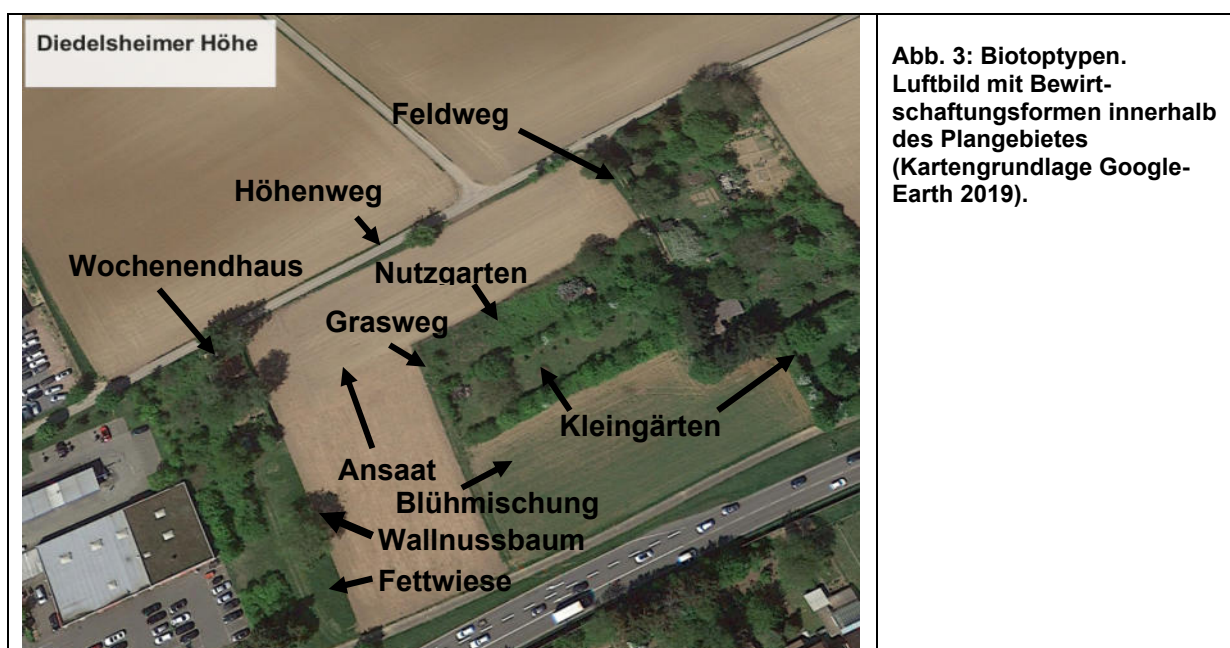 Diedelsheimer Höhe
Feldweg
Höhenweg
Wochenendhaus
Nutzgarten
Grasweg
Kleingärten
Ansaat
Blühmischung
Wallnussbaum
Fettwiese
Abb. 3: Biotoptypen.
Luftbild mit Bewirt-
schaftungsformen innerhalb
des Plangebietes
(Kartengrundlage Google-
Earth 2019).